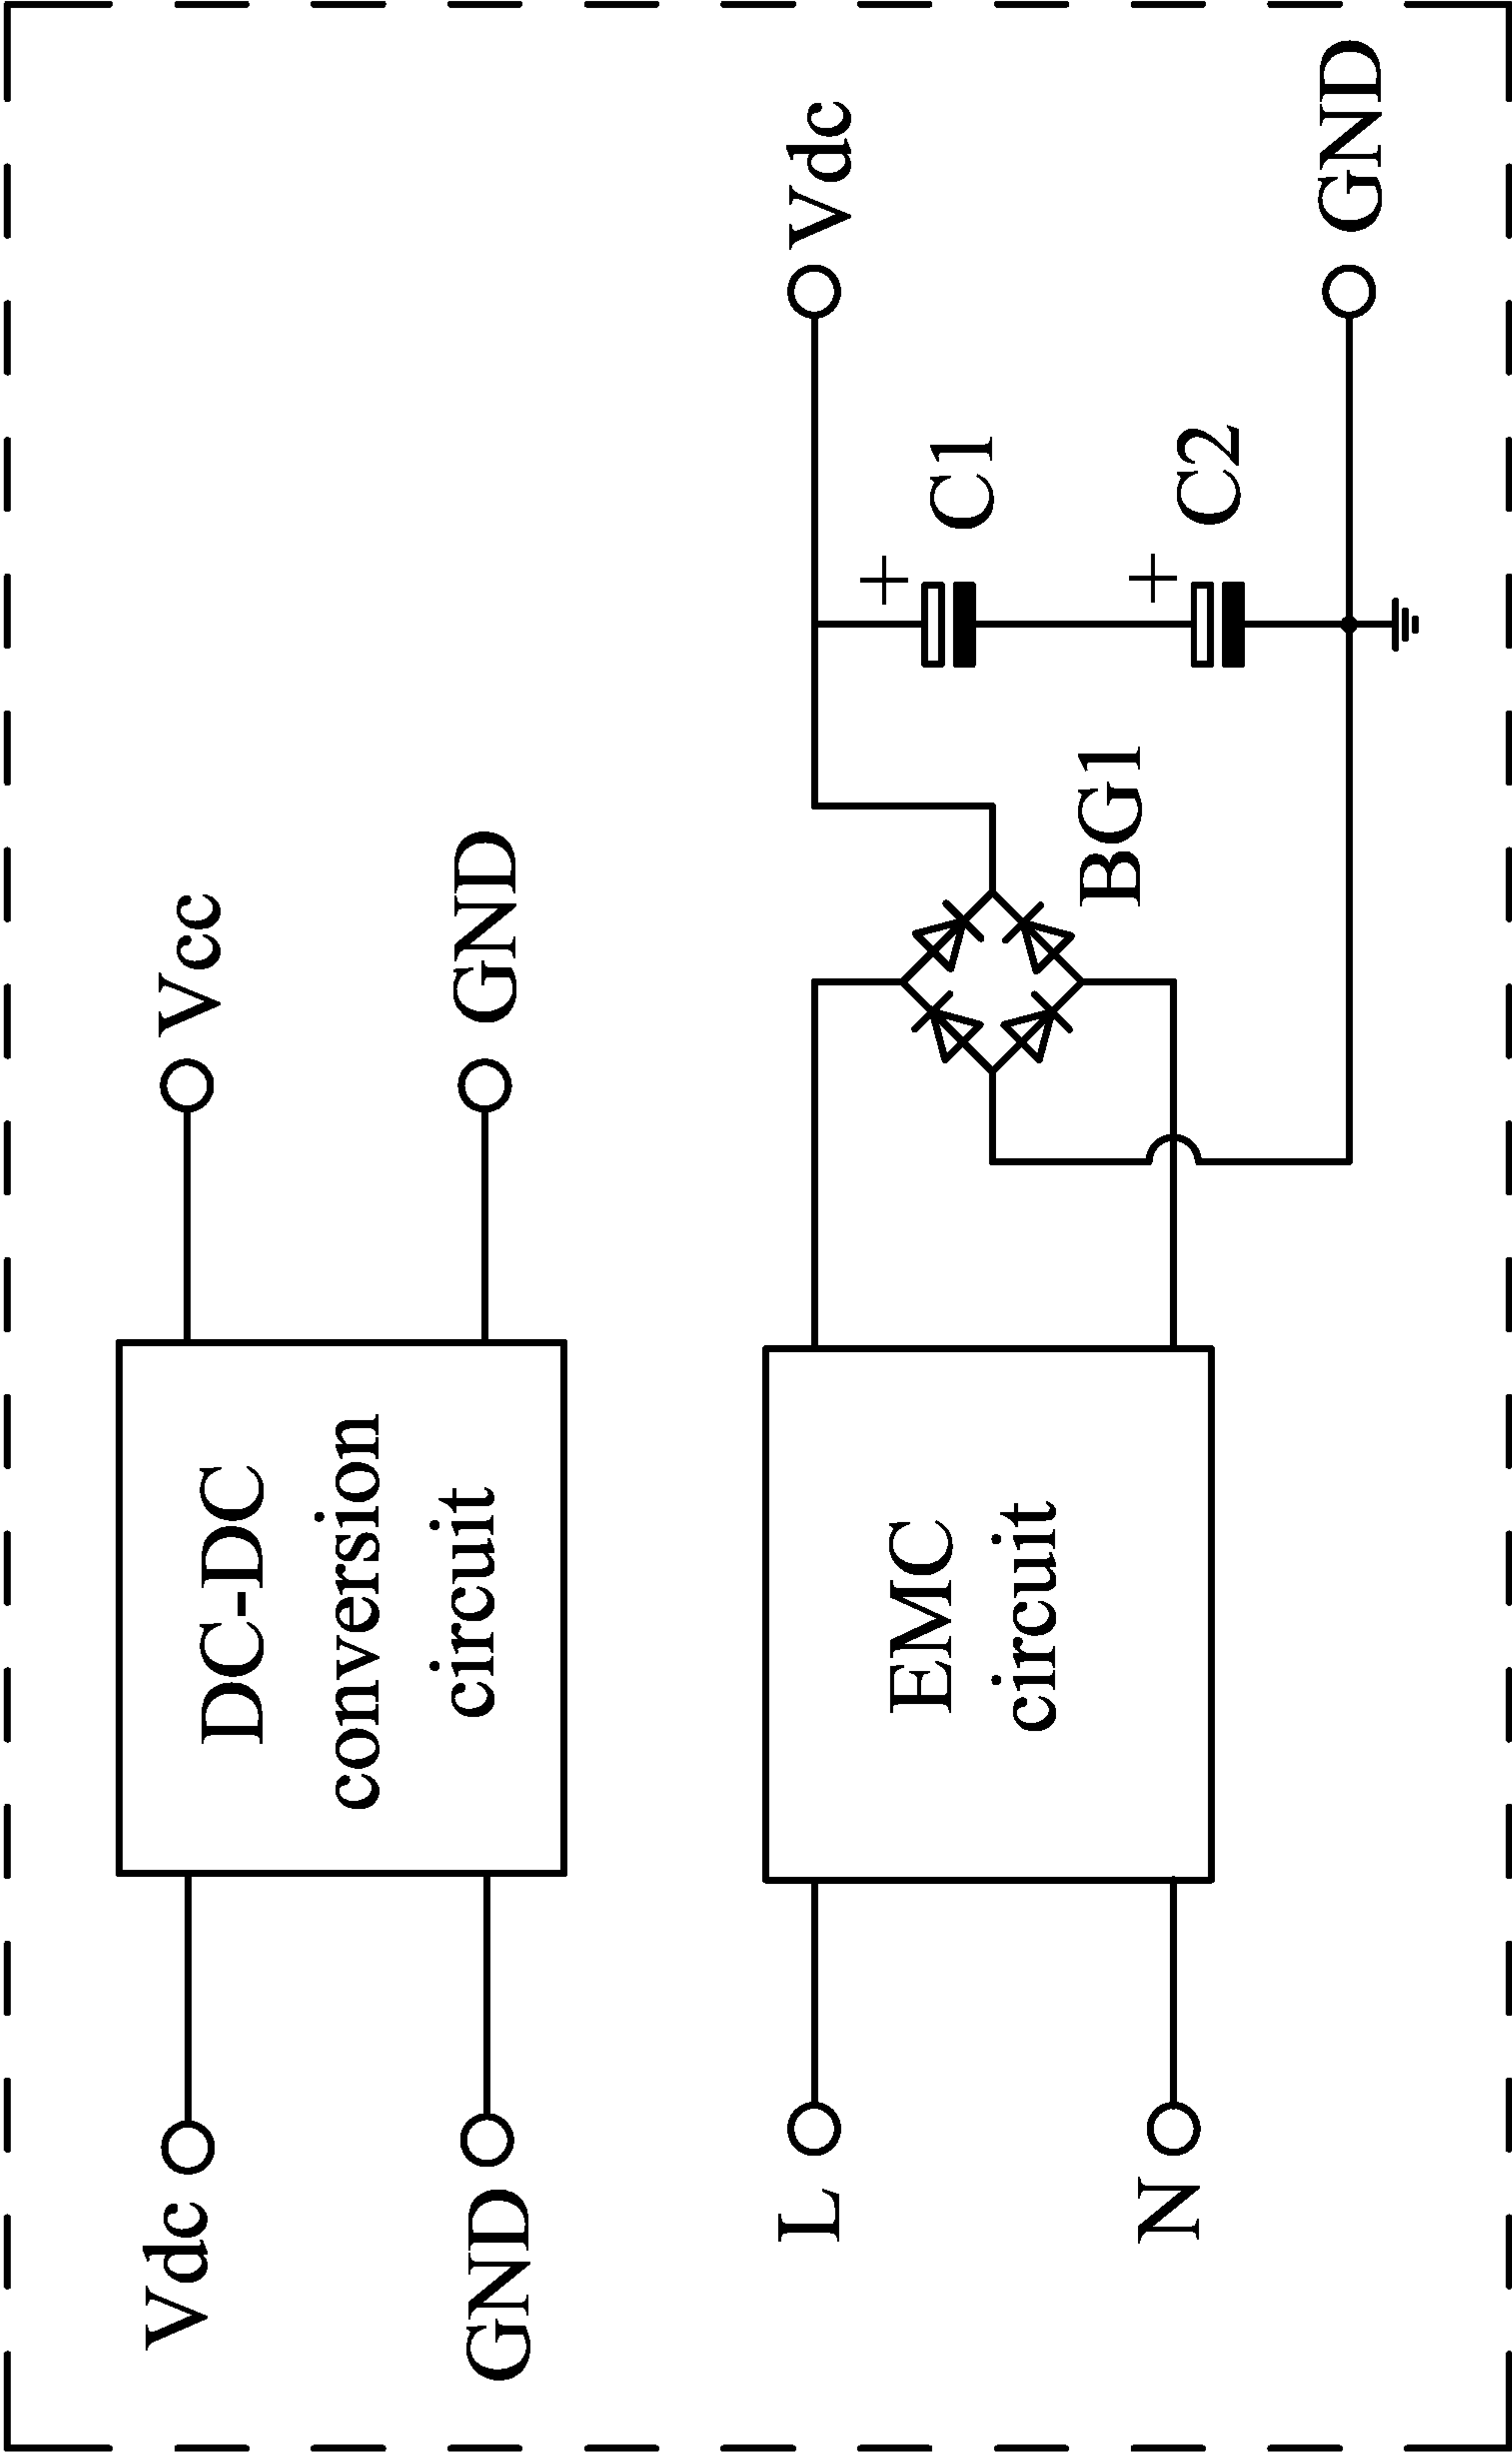 Vdc
GND
DC-DC
conversion
circuit
Vcc
GND
L
N
EMC
circuit
BG1
+
C1
+
C2
Vdc
GND